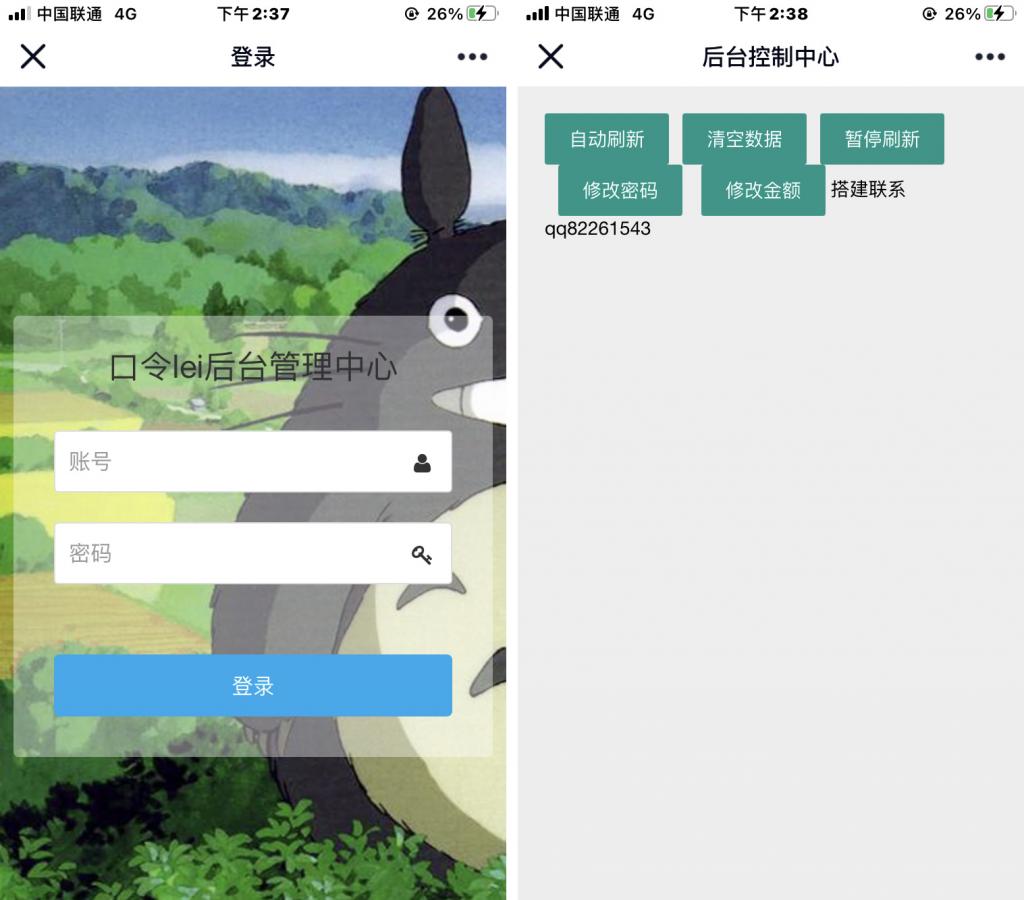 中国联通 4G 下午2:37 26%
登录
口令lei后台管理中心
账号
密码
登录
中国联通 4G 下午2:38 26%
后台控制中心
自动刷新 清空数据 暂停刷新
修改密码 修改金额 搭建联系
qq82261543